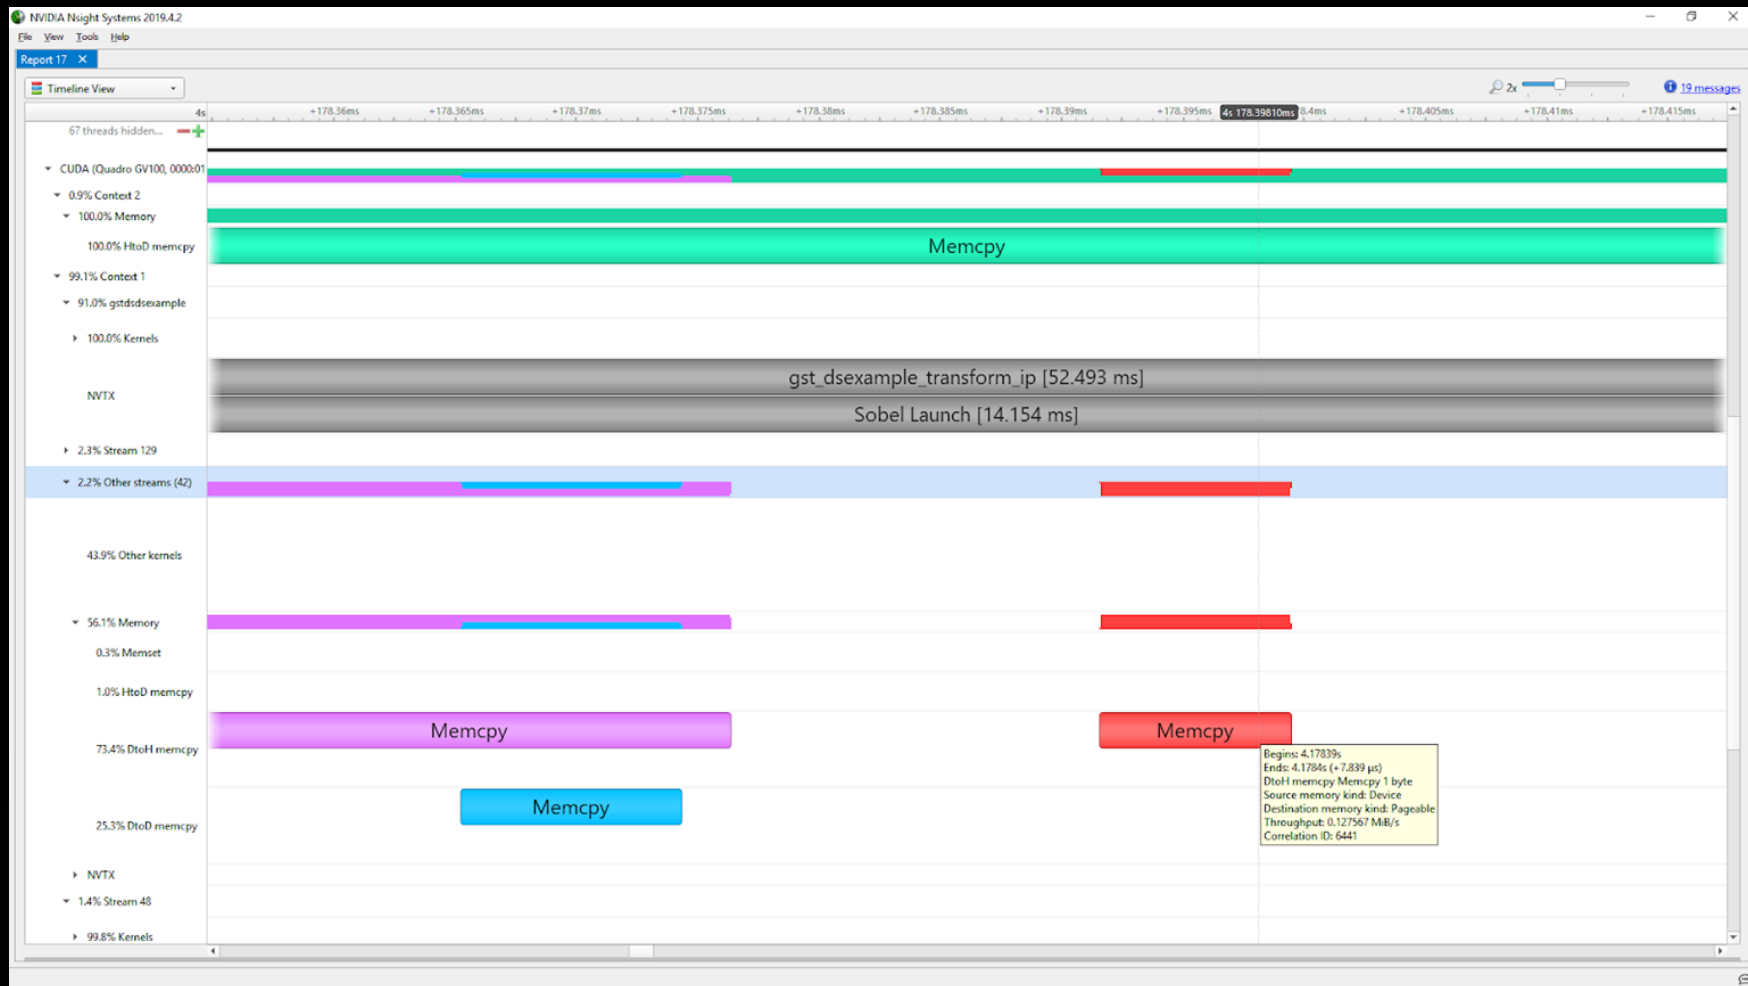 NVIDIA Nsight Systems 2019.4.2
File View Tools Help
Report 17
Timeline View
2x
19 messages
4s
+178.36ms +178.365ms +178.37ms +178.375ms +178.38ms +178.385ms +178.39ms +178.395ms 4s 178.39810ms 8.4ms +178.405ms +178.41ms +178.415ms
67 threads hidden...
CUDA (Quadro GV100, 0000:01
0.9% Context 2
100.0% Memory
100.0% HtoD memcpy
Memcpy
99.1% Context 1
91.0% gstdsdsexample
100.0% Kernels
NVTX
gst_dsexample_transform_ip [52.493 ms]
Sobel Launch [14.154 ms]
2.3% Stream 129
2.2% Other streams (42)
43.9% Other kernels
56.1% Memory
0.3% Memset
1.0% HtoD memcpy
73.4% DtoH memcpy
Memcpy
Memcpy
Begins: 4.17839s
Ends: 4.1784s (+7.839 μs)
DtoH memcpy Memcpy 1 byte
Source memory kind: Device
Destination memory kind: Pageable
Throughput: 0.127567 MiB/s
Correlation ID: 6441
25.3% DtoD memcpy
Memcpy
NVTX
1.4% Stream 48
99.8% Kernels